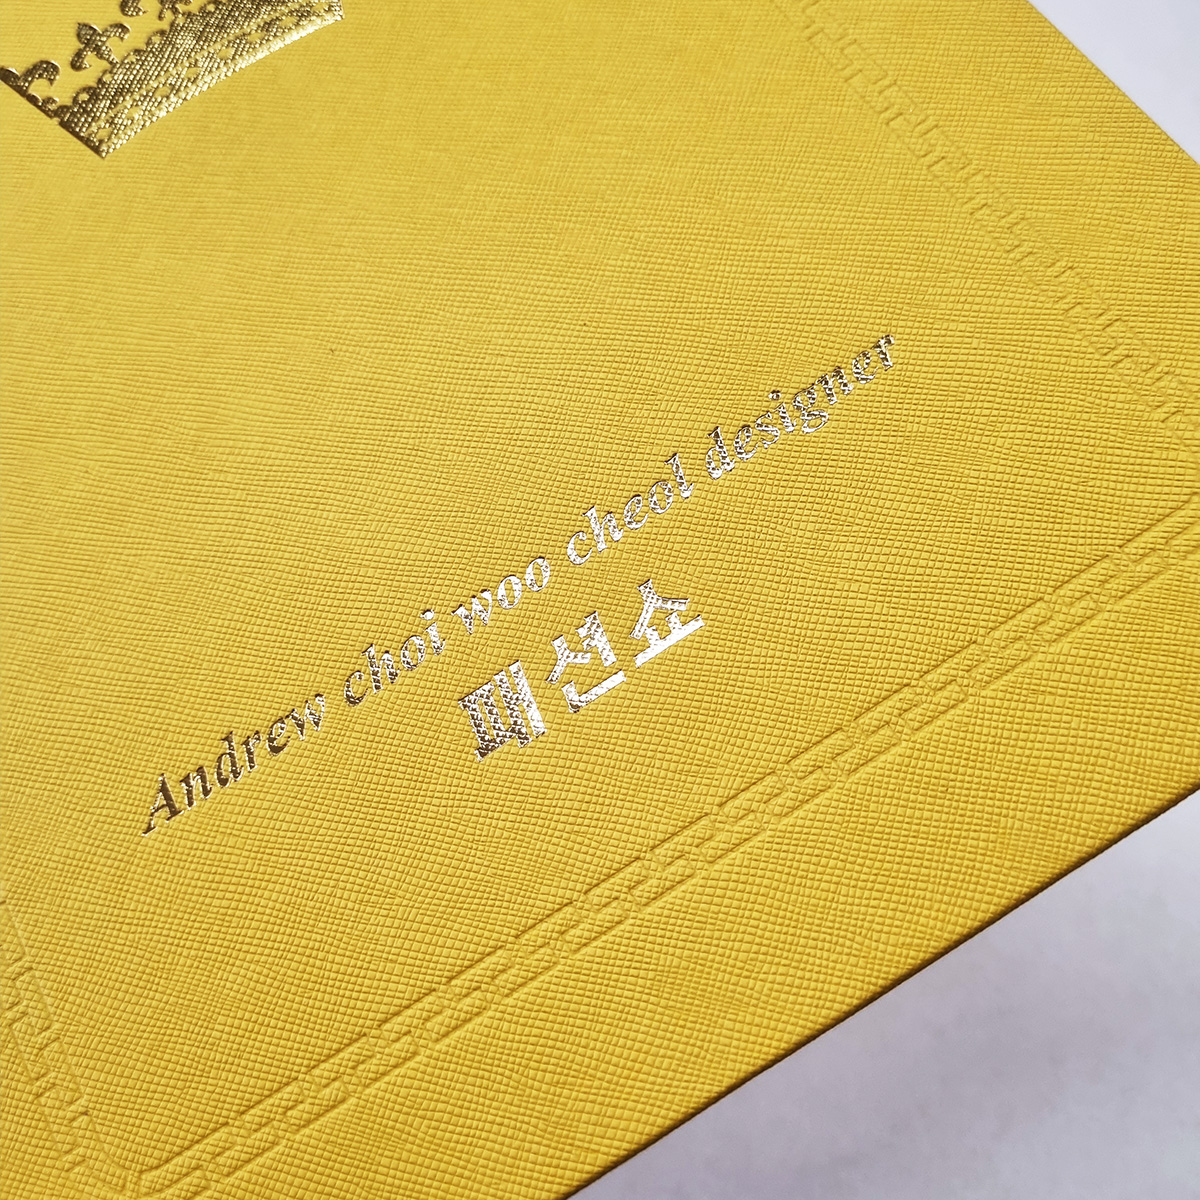 Andrew choi woo cheol designer
패션쇼